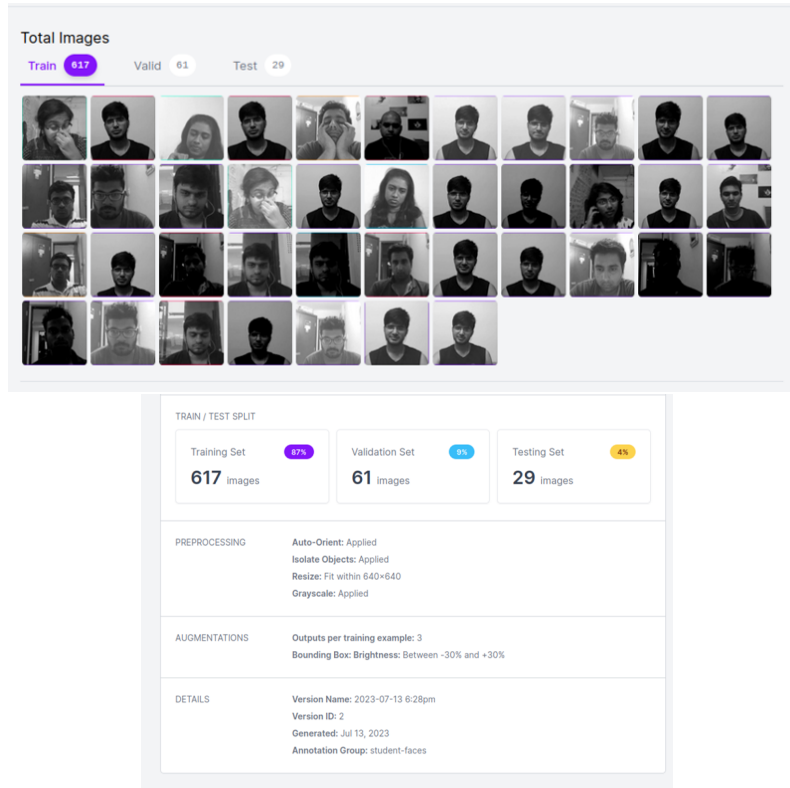 Total Images
Train 617 Valid 61 Test 29
TRAIN / TEST SPLIT
Training Set 87% Validation Set 9% Testing Set 4%
617 images 61 images 29 images
PREPROCESSING Auto-Orient: Applied
Isolate Objects: Applied
Resize: Fit within 640×640
Grayscale: Applied
AUGMENTATIONS Outputs per training example: 3
Bounding Box: Brightness: Between -30% and +30%
DETAILS Version Name: 2023-07-13 6:28pm
Version ID: 2
Generated: Jul 13, 2023
Annotation Group: student-faces